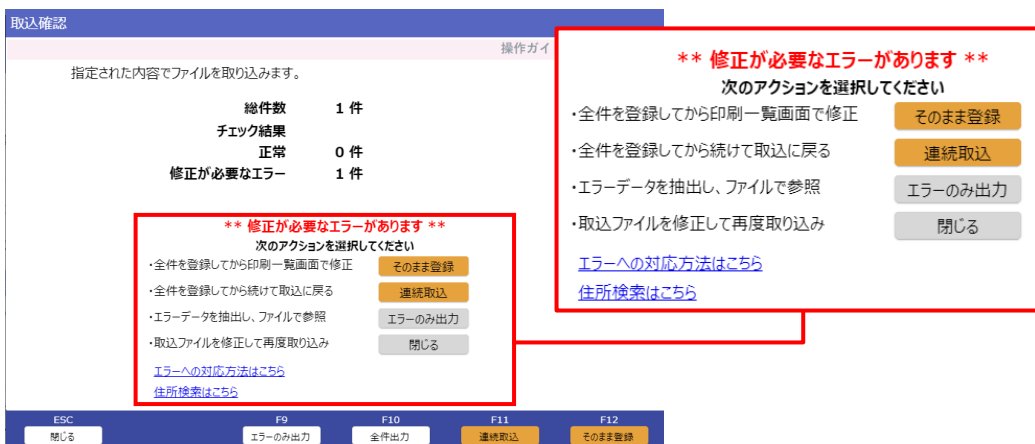 取込確認
操作ガイ
指定された内容でファイルを取り込みます。
総件数 1 件
チェック結果
正常 0 件
修正が必要なエラー 1 件
** 修正が必要なエラーがあります **
次のアクションを選択してください
・全件を登録してから印刷一覧画面で修正 そのまま登録
・全件を登録してから続けて取込に戻る 連続取込
・エラーデータを抽出し、ファイルで参照 エラーのみ出力
・取込ファイルを修正して再度取り込み 閉じる
エラーへの対応方法はこちら
住所検索はこちら
ESC F9 F10 F11 F12
閉じる エラーのみ出力 全件出力 連続取込 そのまま登録
** 修正が必要なエラーがあります **
次のアクションを選択してください
・全件を登録してから印刷一覧画面で修正 そのまま登録
・全件を登録してから続けて取込に戻る 連続取込
・エラーデータを抽出し、ファイルで参照 エラーのみ出力
・取込ファイルを修正して再度取り込み 閉じる
エラーへの対応方法はこちら
住所検索はこちら